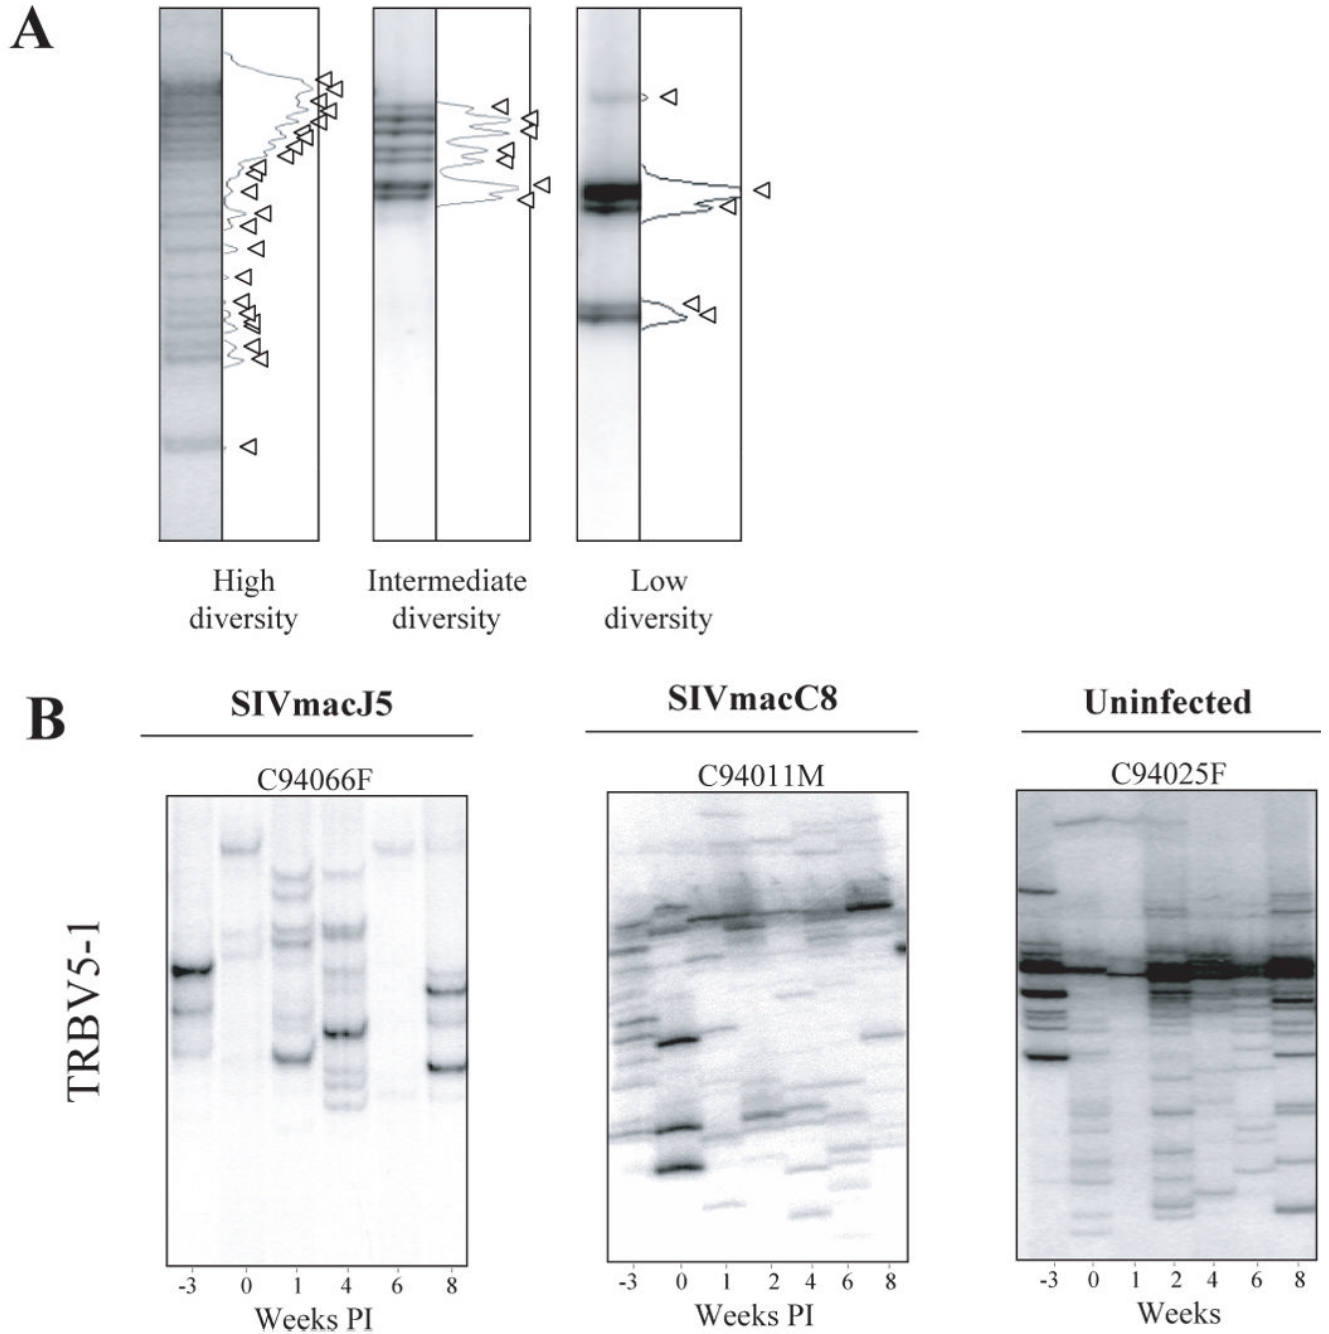 A
High
diversity
Intermediate
diversity
Low
diversity
B
SIVmacJ5
SIVmacC8
Uninfected
C94066F
C94011M
C94025F
TRBV5-1
-3 0 1 4 6 8
Weeks PI
-3 0 1 2 4 6 8
Weeks PI
-3 0 1 2 4 6 8
Weeks